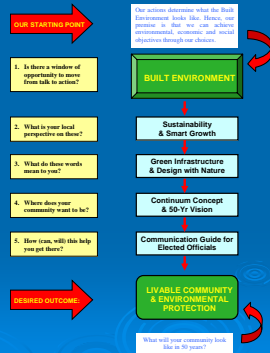 OUR STARTING POINT
Our actions determine what the Built
Environment looks like. Hence, our
premise is that we can achieve
environmental, economic and social
objectives through our choices.
1. Is there a window of
opportunity to move
from talk to action?
BUILT ENVIRONMENT
2. What is your local
perspective on these?
Sustainability
& Smart Growth
3. What do these words
mean to you?
Green Infrastructure
& Design with Nature
4. Where does your
community want to be?
Continuum Concept
& 50-Yr Vision
5. How (can, will) this help
you get there?
Communication Guide for
Elected Officials
DESIRED OUTCOME:
LIVABLE COMMUNITY
& ENVIRONMENTAL
PROTECTION
What will your community look
like in 50 years?